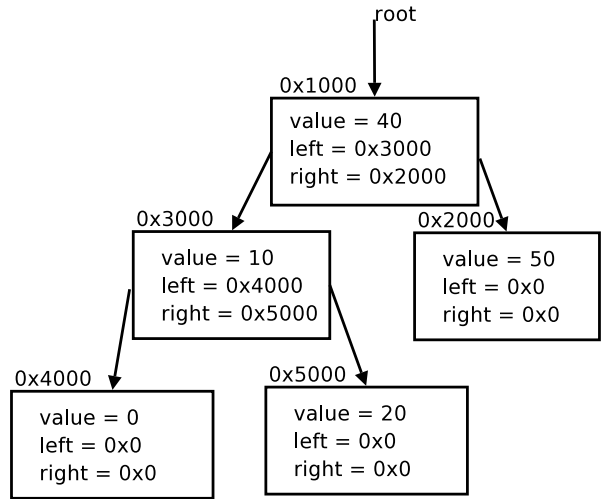 root
0x1000
value = 40
left = 0x3000
right = 0x2000
0x3000
value = 10
left = 0x4000
right = 0x5000
0x2000
value = 50
left = 0x0
right = 0x0
0x4000
value = 0
left = 0x0
right = 0x0
0x5000
value = 20
left = 0x0
right = 0x0